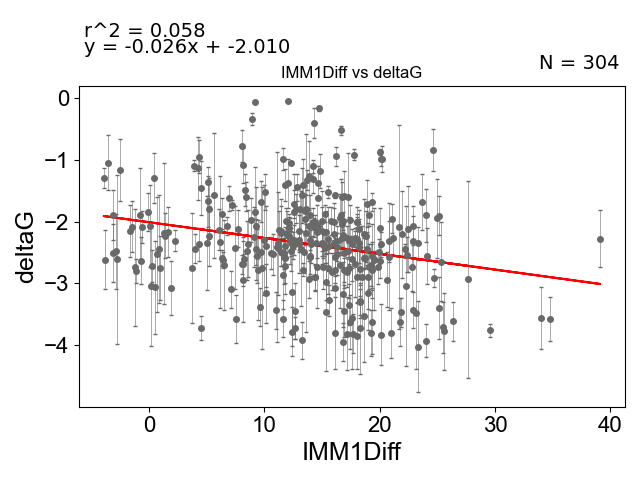 r^2 = 0.058
y = -0.026x + -2.010
N = 304
IMM1Diff vs deltaG
0
−1
−2
−3
−4
deltaG
0
10
20
30
40
IMM1Diff